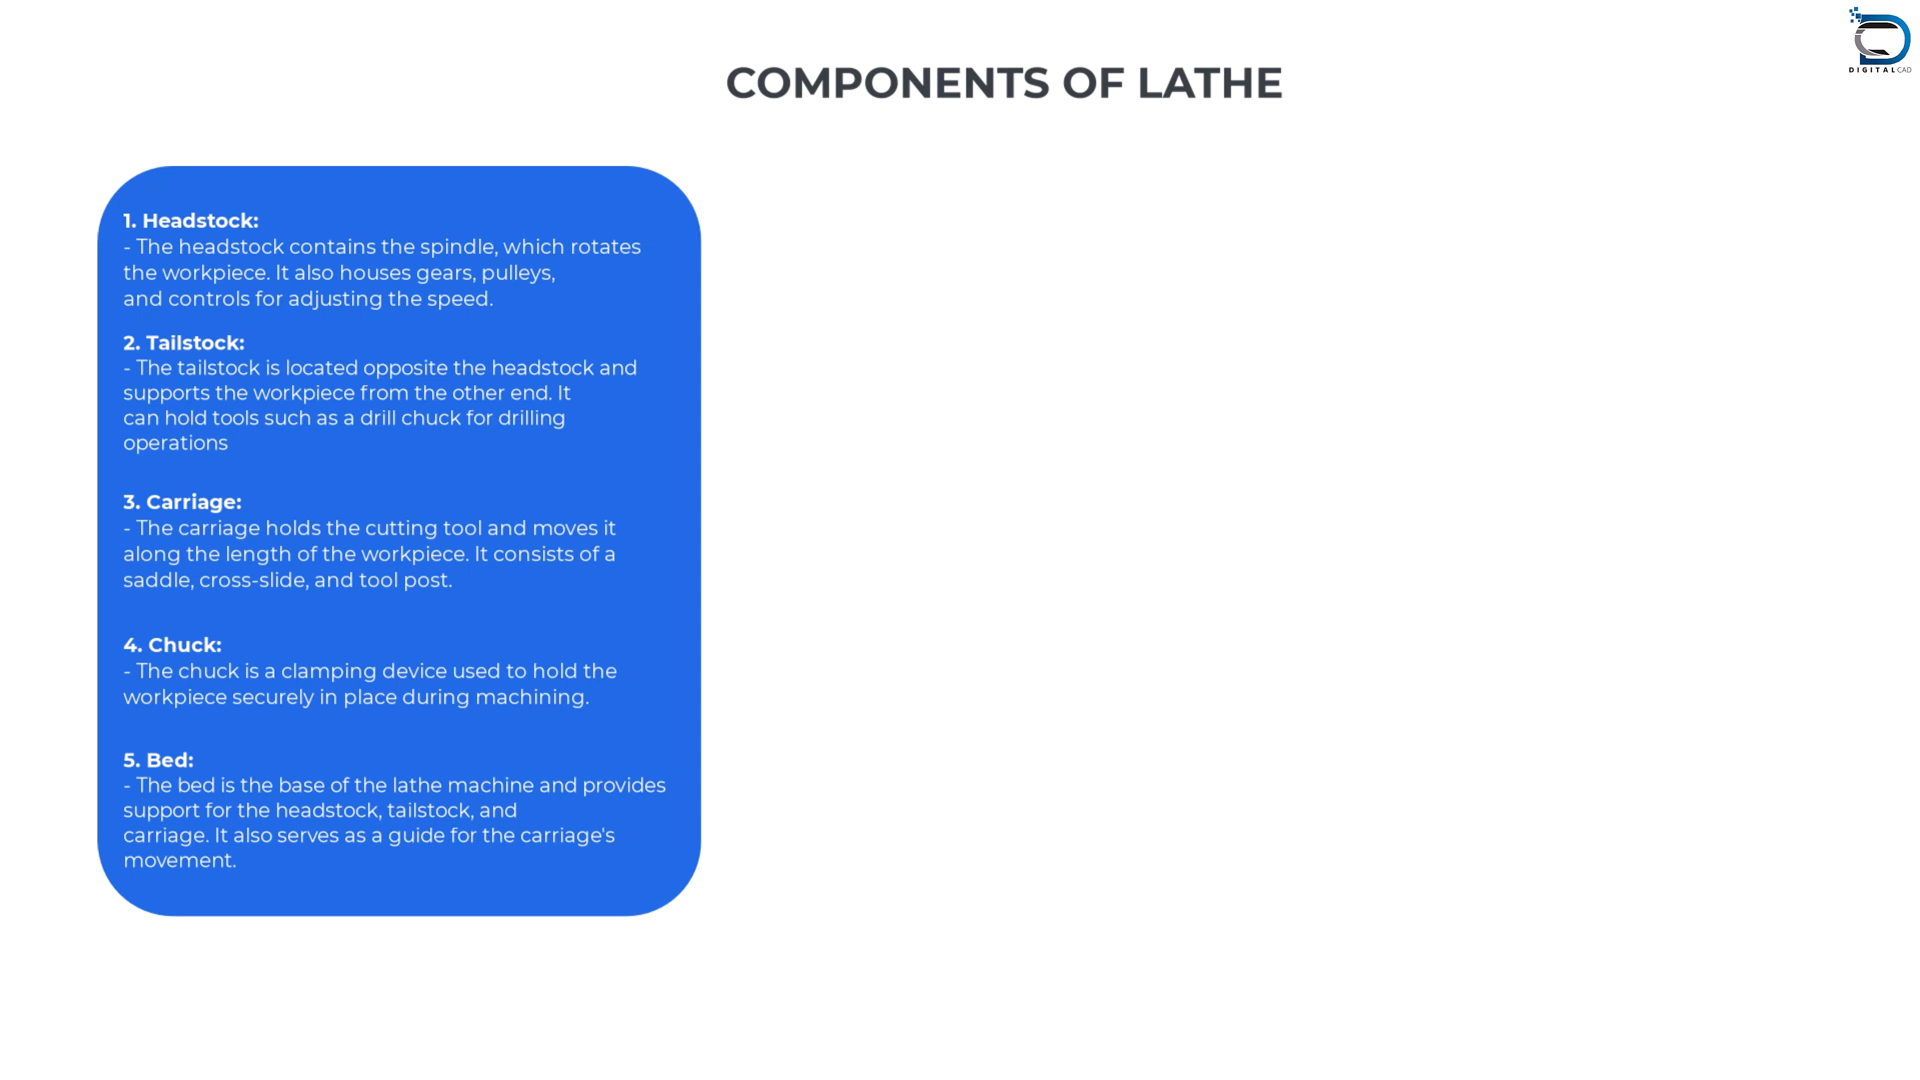 DIGITALCAD
COMPONENTS OF LATHE
1. Headstock:
- The headstock contains the spindle, which rotates
the workpiece. It also houses gears, pulleys,
and controls for adjusting the speed.
2. Tailstock:
- The tailstock is located opposite the headstock and
supports the workpiece from the other end. It
can hold tools such as a drill chuck for drilling
operations
3. Carriage:
- The carriage holds the cutting tool and moves it
along the length of the workpiece. It consists of a
saddle, cross-slide, and tool post.
4. Chuck:
- The chuck is a clamping device used to hold the
workpiece securely in place during machining.
5. Bed:
- The bed is the base of the lathe machine and provides
support for the headstock, tailstock, and
carriage. It also serves as a guide for the carriage's
movement.